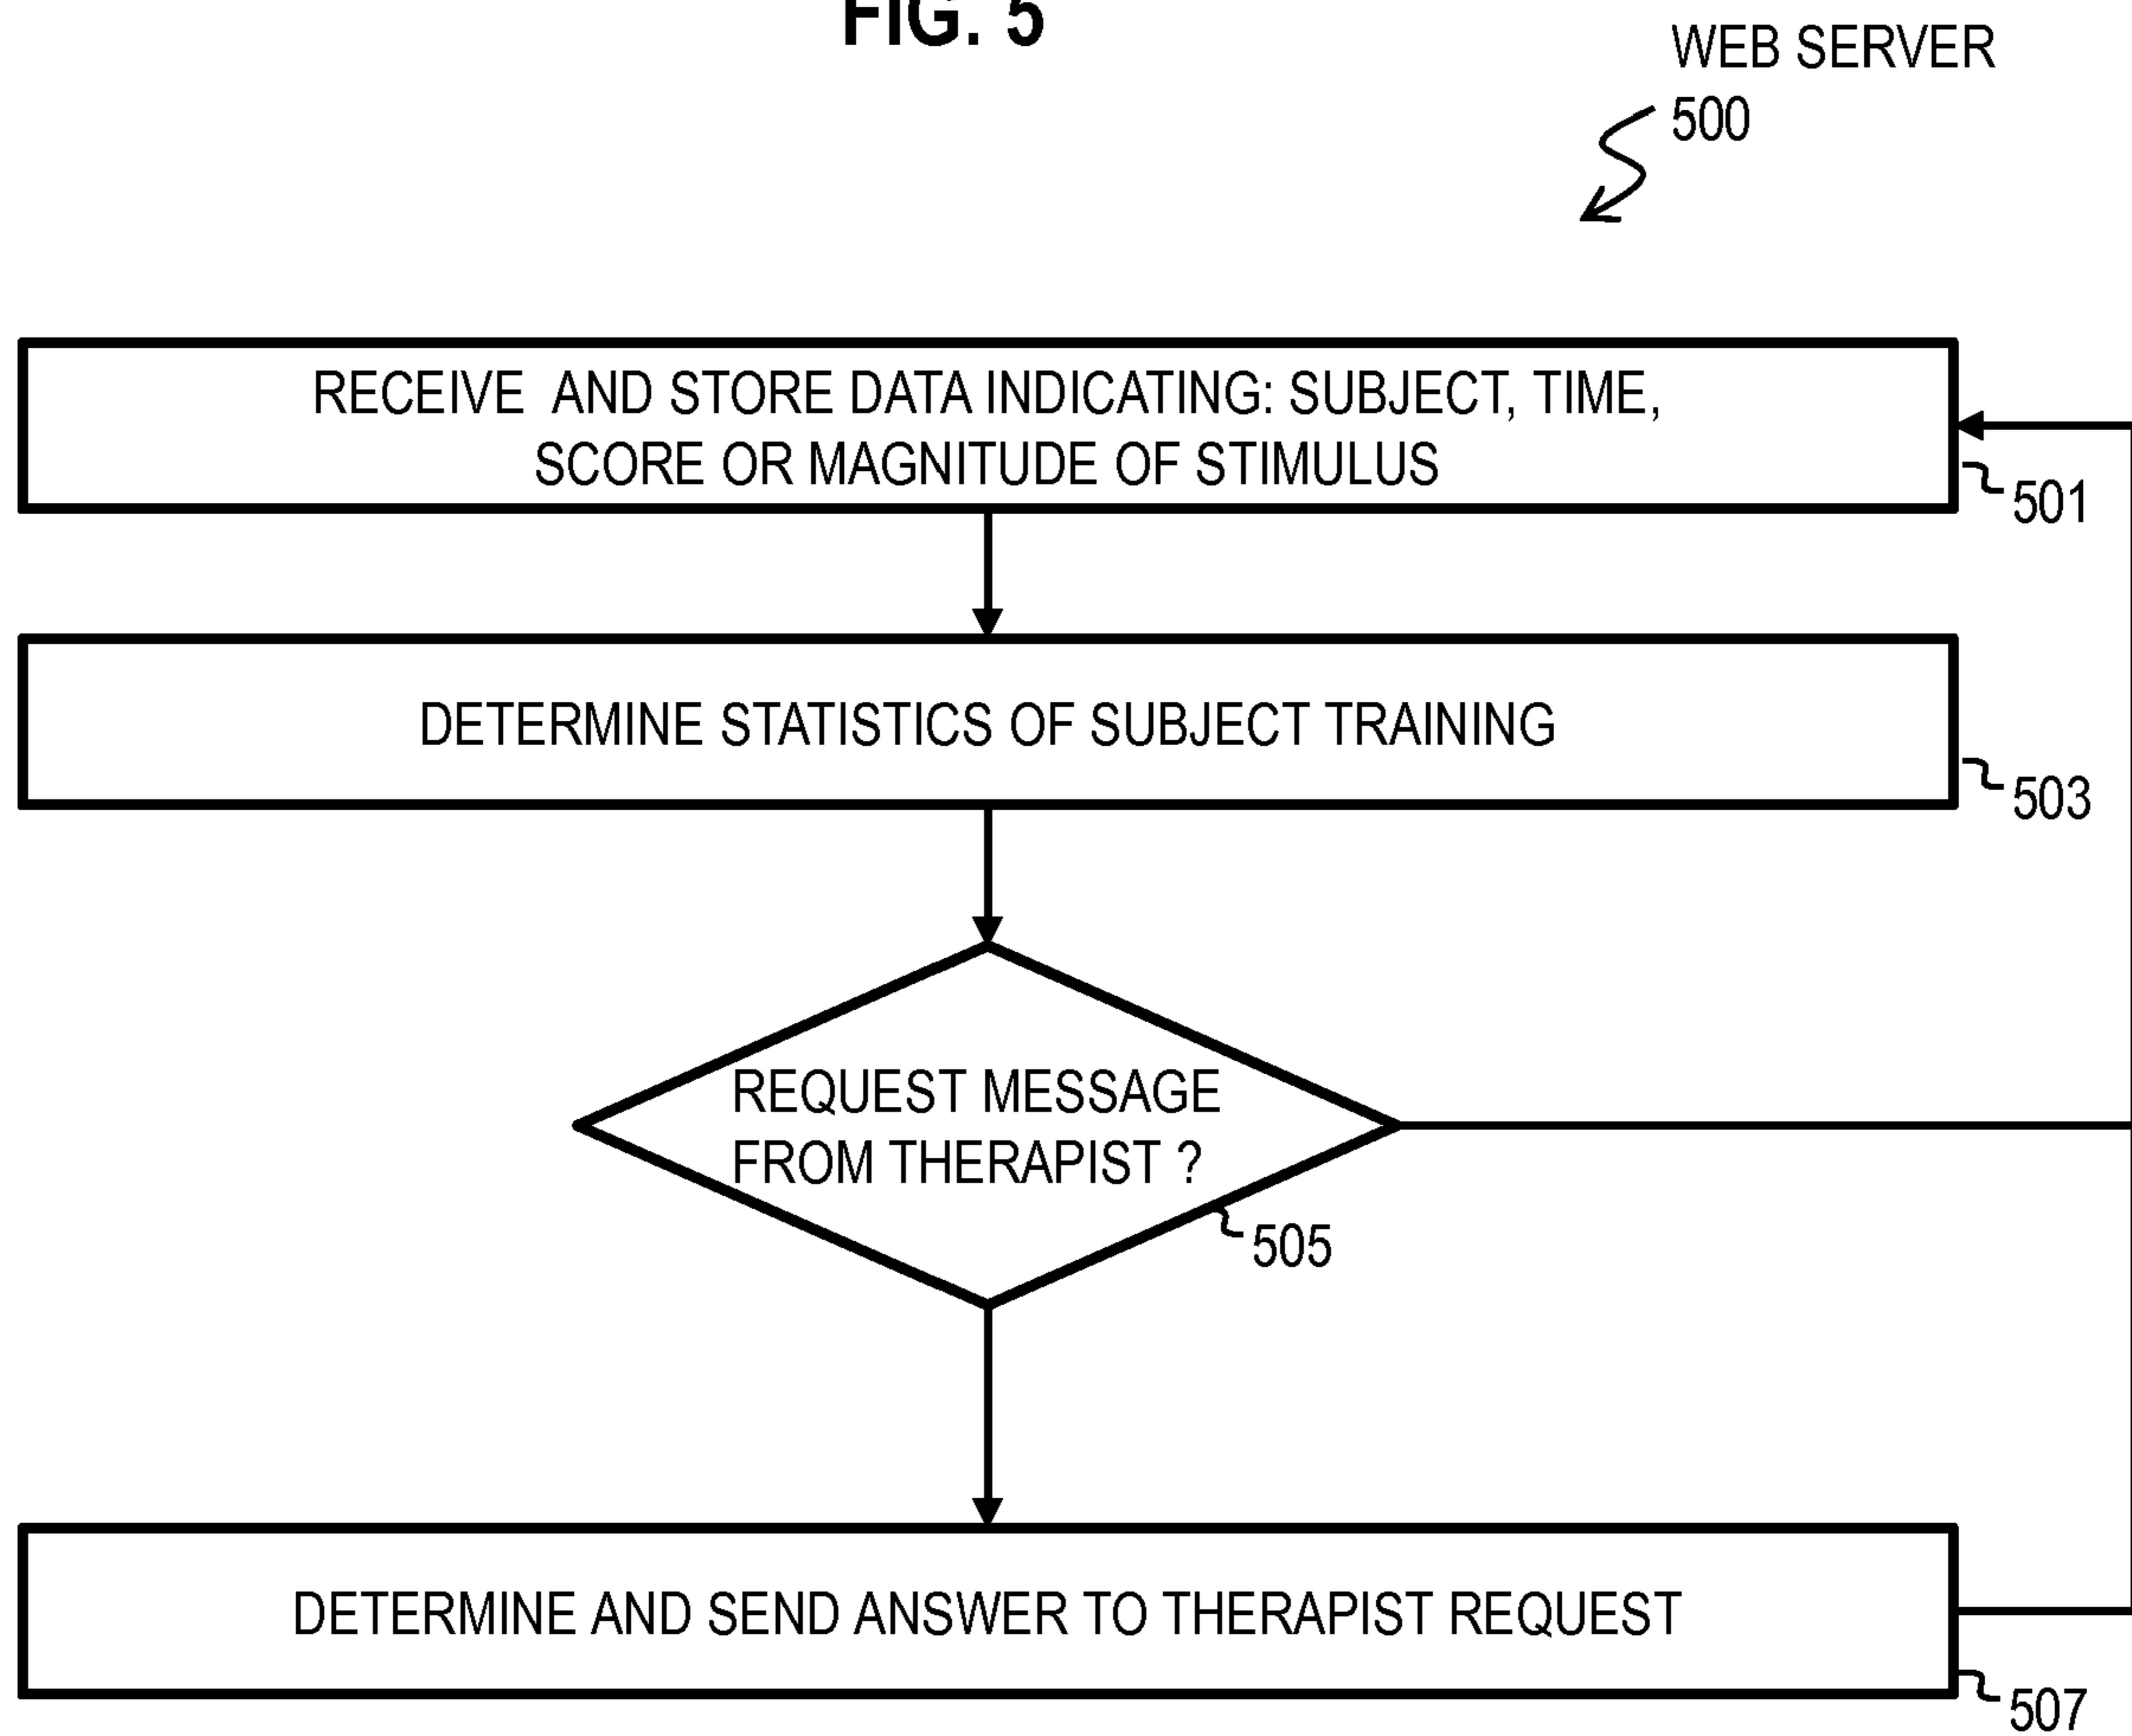 FIG. 5
WEB SERVER
500
RECEIVE AND STORE DATA INDICATING: SUBJECT, TIME,
SCORE OR MAGNITUDE OF STIMULUS
501
DETERMINE STATISTICS OF SUBJECT TRAINING
503
REQUEST MESSAGE
FROM THERAPIST ?
505
DETERMINE AND SEND ANSWER TO THERAPIST REQUEST
507